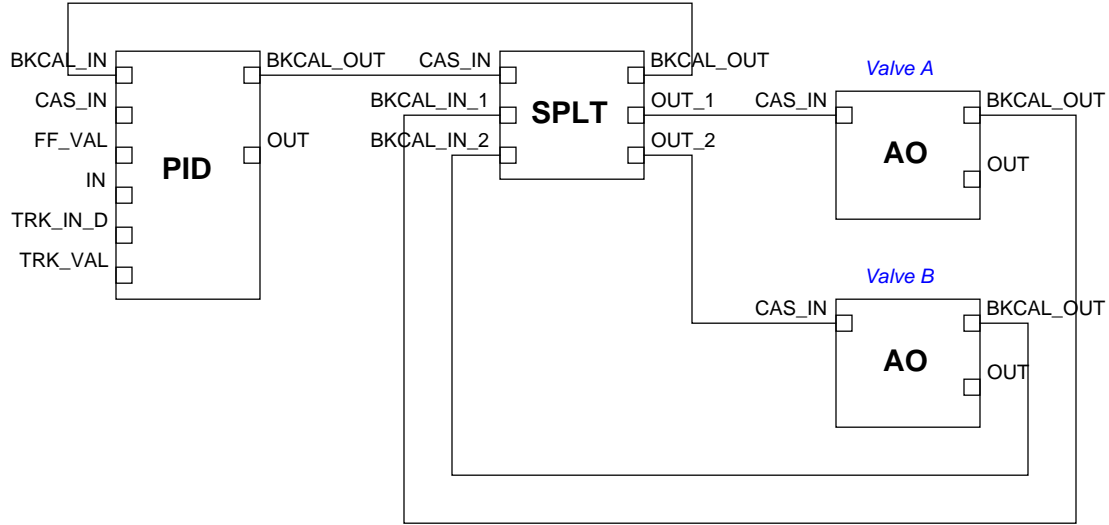 BKCAL_IN
CAS_IN
FF_VAL
IN
TRK_IN_D
TRK_VAL
PID
BKCAL_OUT
OUT
CAS_IN
BKCAL_IN_1
BKCAL_IN_2
SPLT
BKCAL_OUT
OUT_1
OUT_2
Valve A
CAS_IN
AO
BKCAL_OUT
OUT
Valve B
CAS_IN
AO
BKCAL_OUT
OUT